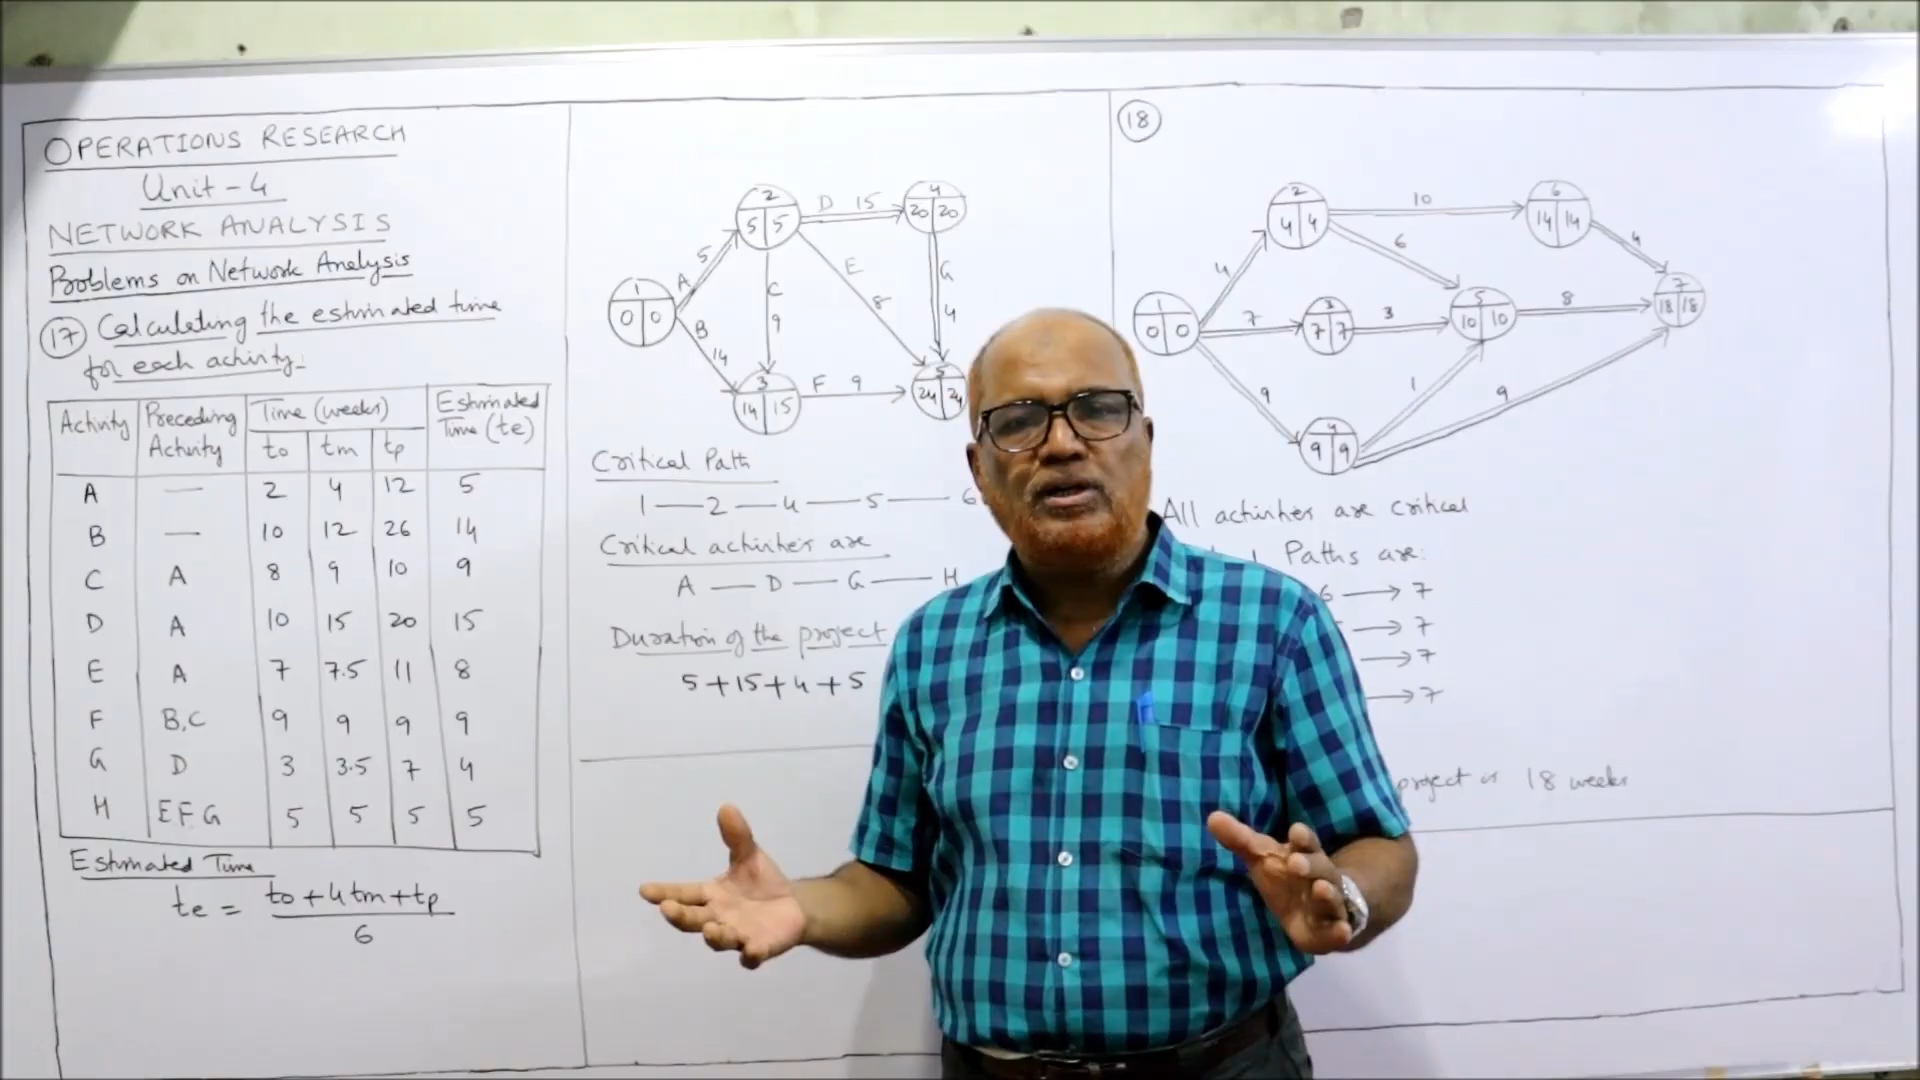 OPERATIONS RESEARCH
Unit - 4
NETWORK ANALYSIS
Problems on Network Analysis
17 Calculating the estimated time
for each activity.
Activity Preceding Activity Time (weeks) Estimated Time (te)
to tm tp
A — 2 4 12 5
B — 10 12 26 14
C A 8 9 10 9
D A 10 15 20 15
E A 7 7.5 11 8
F B,C 9 9 9 9
G D 3 3.5 7 4
H E F G 5 5 5 5
Estimated Time
te = to + 4tm + tp
6
2
5 5
D 15
4
20 20
A 5
E
8
G
4
1
0 0
C
9
B
14
3
14 15
F 9
5
24 24
Critical Path
1 — 2 — 4 — 5 — 6
Critical activities are
A — D — G — H
Duration of the project
5 + 15 + 4 + 5
18
2
4 4
10
6
14 14
4
6
4
1
0 0
7
3
7 7
3
5
10 10
8
7
18 18
9
1
9
4
9 9
All activities are critical
Paths are:
6 → 7
→ 7
→ 7
→ 7
project is 18 weeks